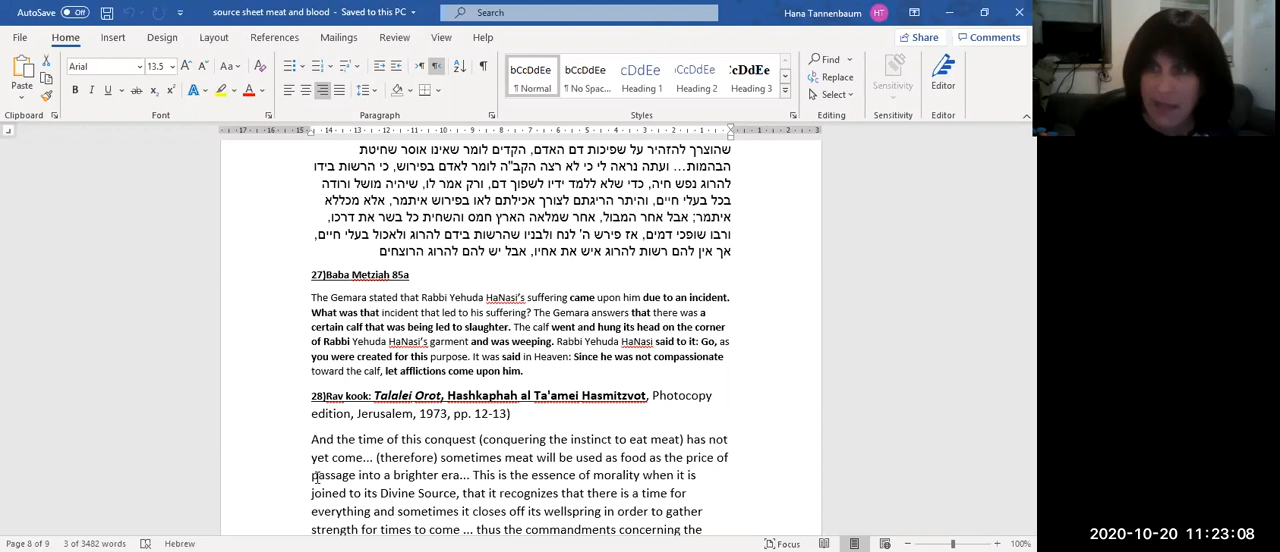 AutoSave Off source sheet meat and blood - Saved to this PC Search Hana Tannenbaum HT
File Home Insert Design Layout References Mailings Review View Help Share Comments
Paste Arial 13.5 Aa Find Replace Select Sensitivity Editor
AaBbCcDdEe ¶ Normal ¶ No Spac... Heading 1 Heading 2 Heading 3
Clipboard Font Paragraph Styles Editing Sensitivity Editor
שהוצרך להזהיר על שפיכות דם האדם, הקדים לומר שאינו אוסר שחיטת
הבהמות... ועתה נראה לי כי לא רצה הקב"ה לומר לאדם בפירוש, כי הרשות בידו
להרוג נפש חיה, כדי שלא ללמד ידיו לשפוך דם, ורק אמר לו, שיהיה מושל ורודה
בכל בעלי חיים, והיתר הריגתם לצורך אכילתם לאו בפירוש איתמר, אלא מכללא
איתמר; אבל אחר המבול, אחר שמלאה הארץ חמס והשחית כל בשר את דרכו,
ורבו שופכי דמים, אז פירש ה' לנח ולבניו שהרשות בידם להרוג ולאכול בעלי חיים,
אך אין להם רשות להרוג איש את אחיו, אבל יש להם להרוג הרוצחים
27)Baba Metziah 85a
The Gemara stated that Rabbi Yehuda HaNasi's suffering came upon him due to an incident.
What was that incident that led to his suffering? The Gemara answers that there was a
certain calf that was being led to slaughter. The calf went and hung its head on the corner
of Rabbi Yehuda HaNasi's garment and was weeping. Rabbi Yehuda HaNasi said to it: Go, as
you were created for this purpose. It was said in Heaven: Since he was not compassionate
toward the calf, let afflictions come upon him.
28)Rav kook: Talalei Orot, Hashkaphah al Ta'amei Hasmitzvot, Photocopy
edition, Jerusalem, 1973, pp. 12-13)
And the time of this conquest (conquering the instinct to eat meat) has not
yet come... (therefore) sometimes meat will be used as food as the price of
passage into a brighter era... This is the essence of morality when it is
joined to its Divine Source, that it recognizes that there is a time for
everything and sometimes it closes off its wellspring in order to gather
strength for times to come ... thus the commandments concerning the
Page 8 of 9 3 of 3482 words Hebrew Focus 100%
2020-10-20 11:23:08